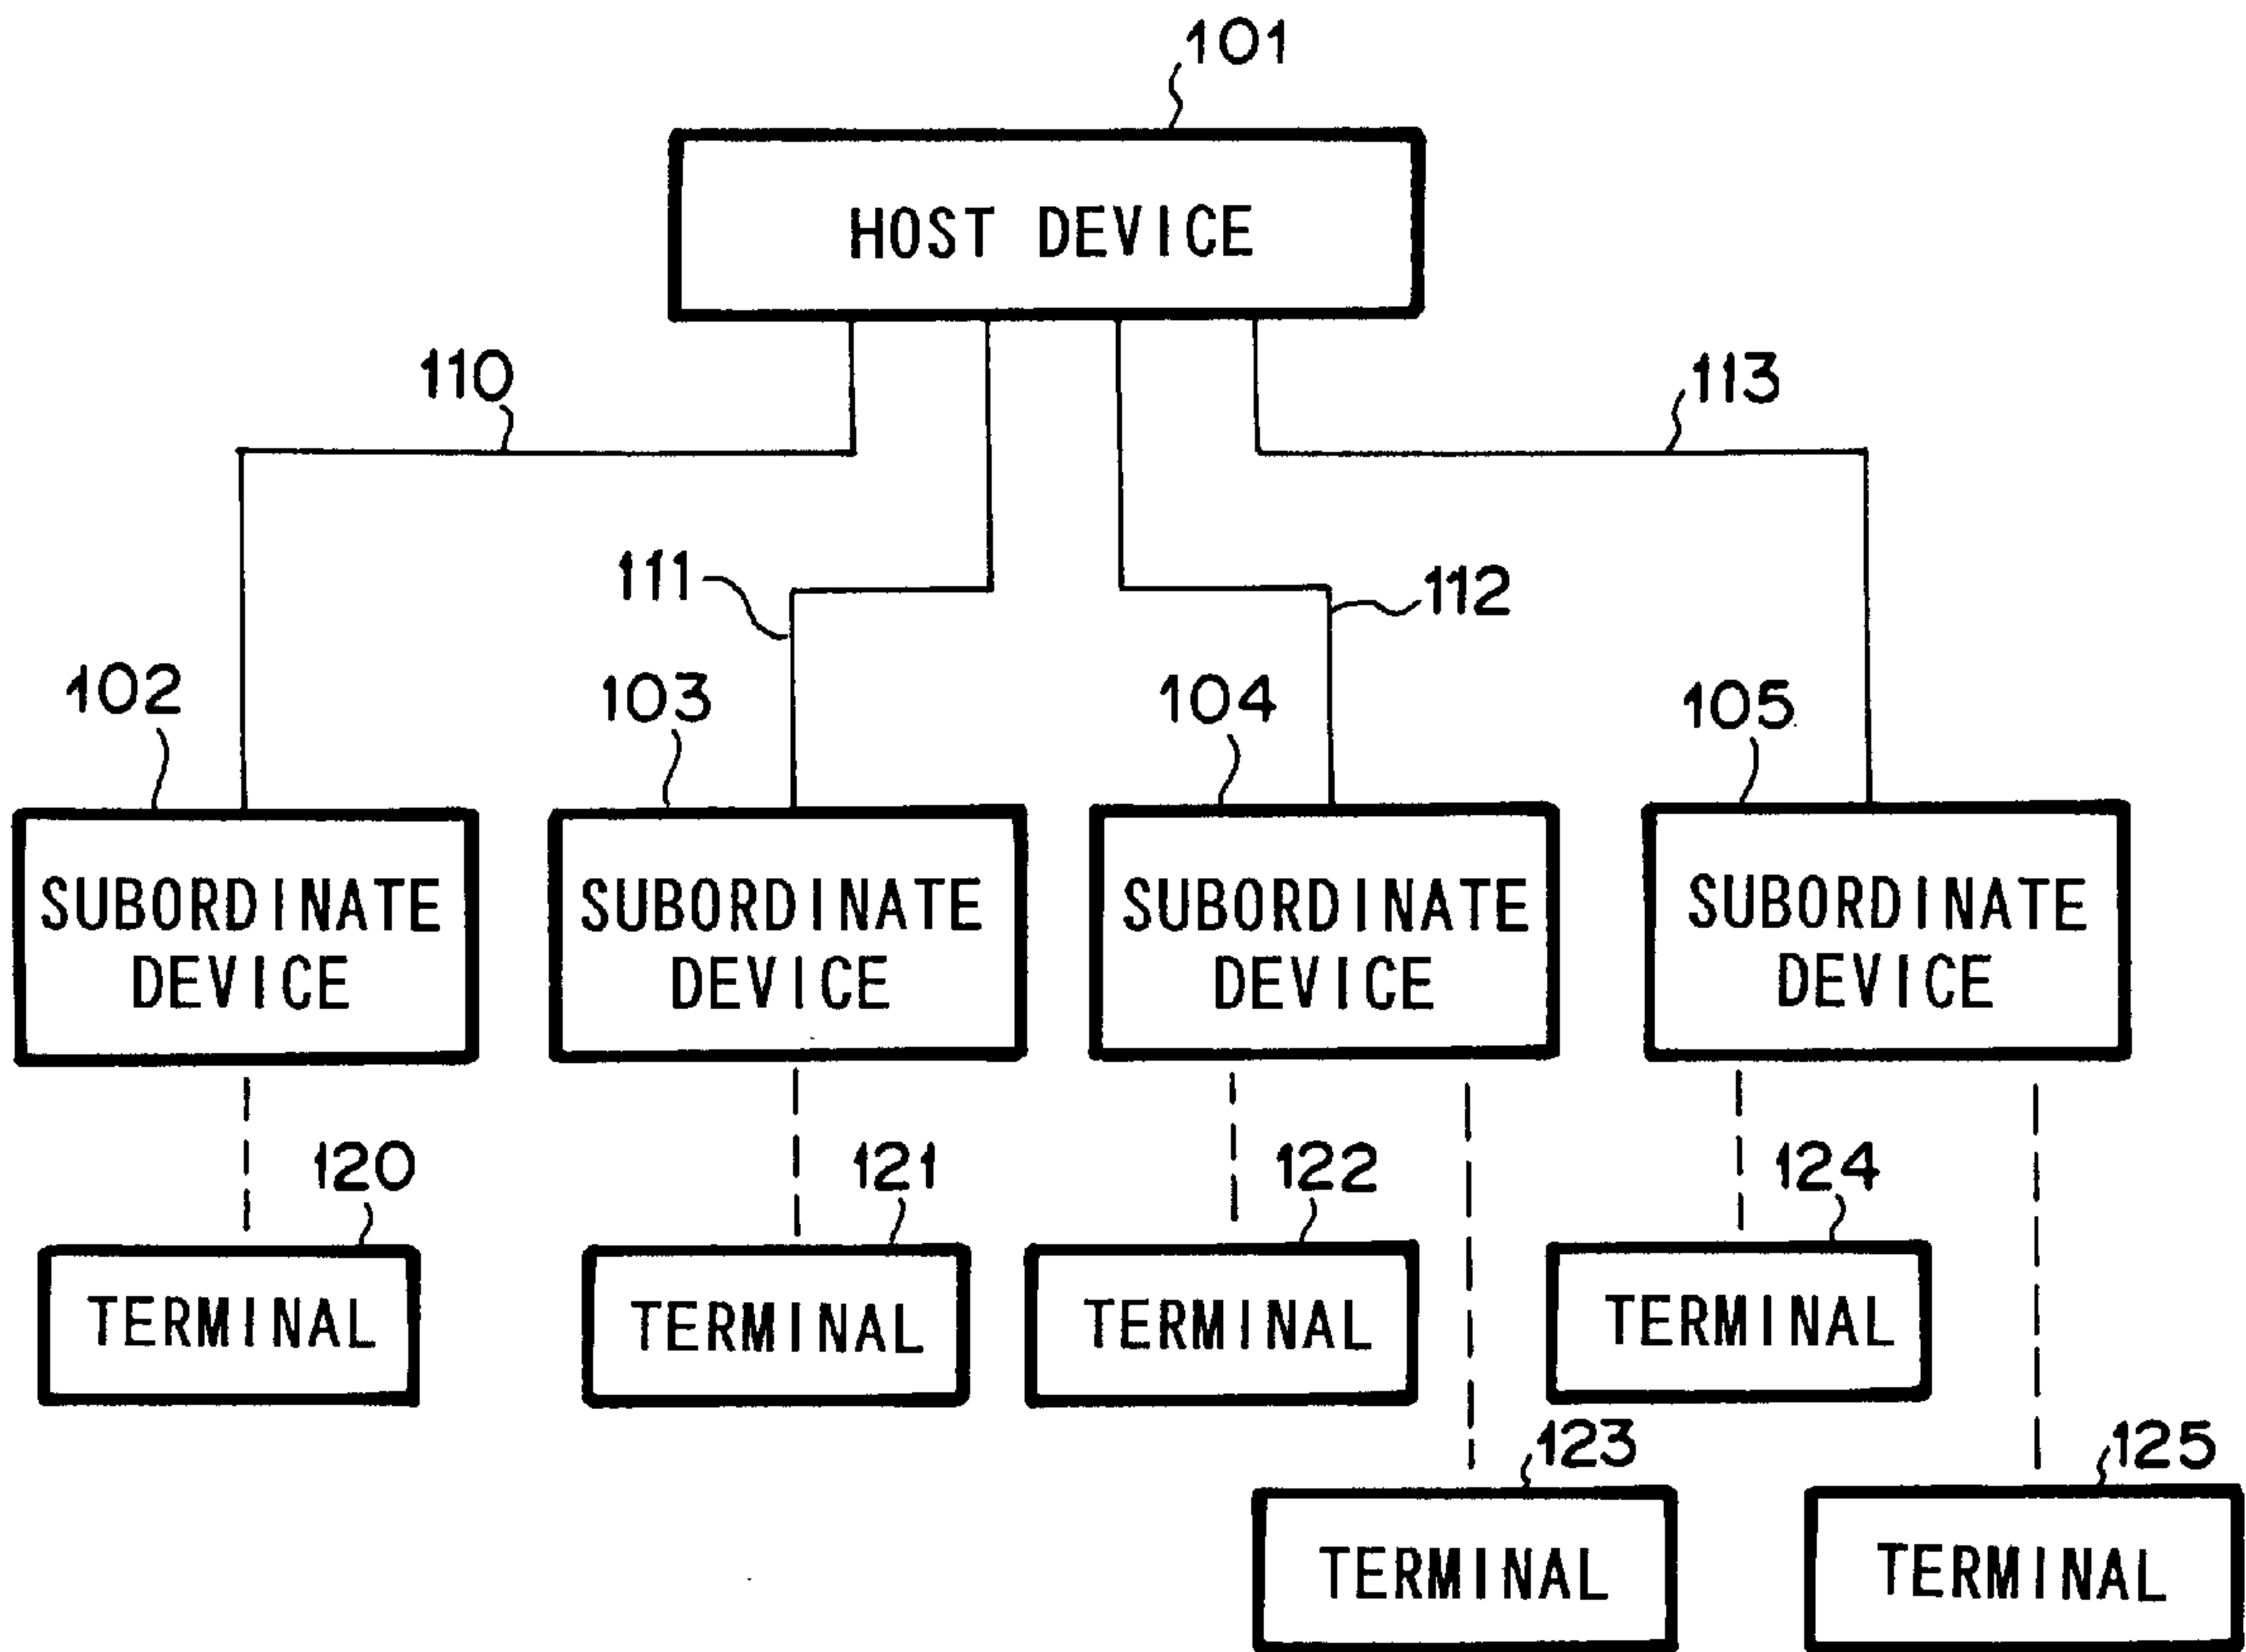 101
HOST DEVICE
110
113
111
112
102
103
104
105
SUBORDINATE
DEVICE
SUBORDINATE
DEVICE
SUBORDINATE
DEVICE
SUBORDINATE
DEVICE
120
121
122
124
TERMINAL
TERMINAL
TERMINAL
TERMINAL
123
125
TERMINAL
TERMINAL